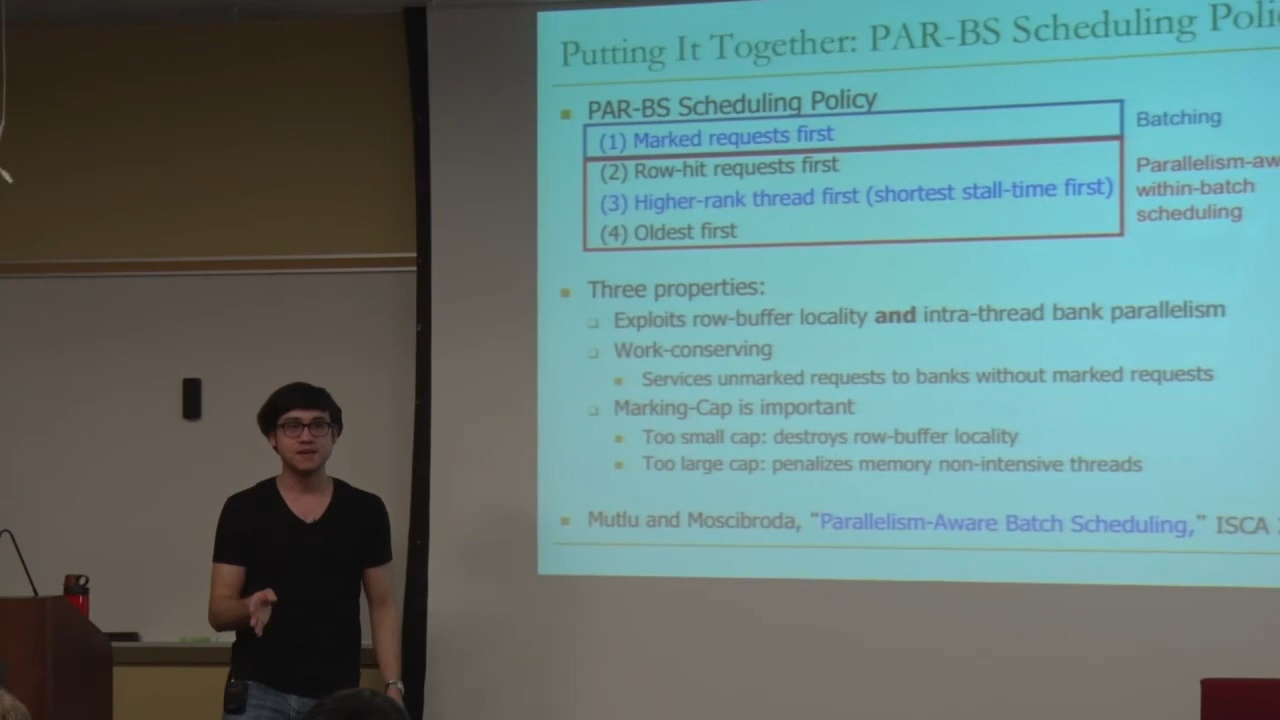 Putting It Together: PAR-BS Scheduling
PAR-BS Scheduling Policy
(1) Marked requests first
Batching
(2) Row-hit requests first
(3) Higher-rank thread first (shortest stall-time first)
(4) Oldest first
within-batch
scheduling
Three properties:
Exploits row-buffer locality and intra-thread bank parallelism
Work-conserving
Services unmarked requests to banks without marked requests
Marking-Cap is important
Too small cap: destroys row-buffer locality
Too large cap: penalizes memory non-intensive threads
Mutlu and Moscibroda, “Parallelism-Aware Batch Scheduling,” ISCA